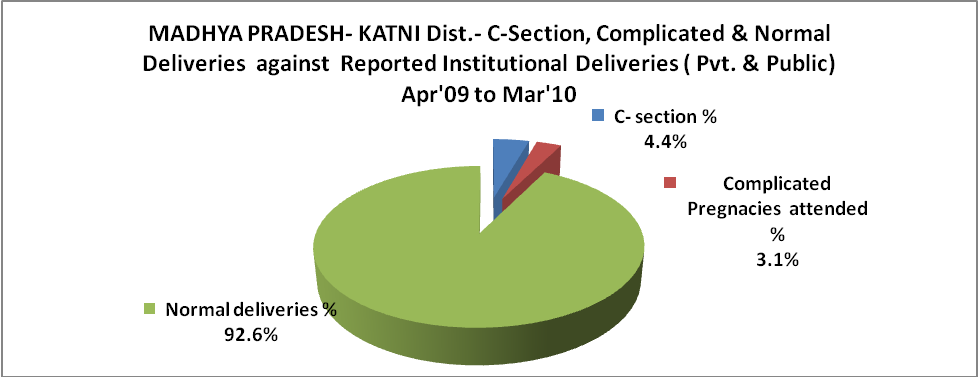 MADHYA PRADESH- KATNI Dist.- C-Section, Complicated & Normal
Deliveries against Reported Institutional Deliveries ( Pvt. & Public)
Apr'09 to Mar'10
C- section %
4.4%
Complicated
Pregnacies attended
%
3.1%
Normal deliveries %
92.6%